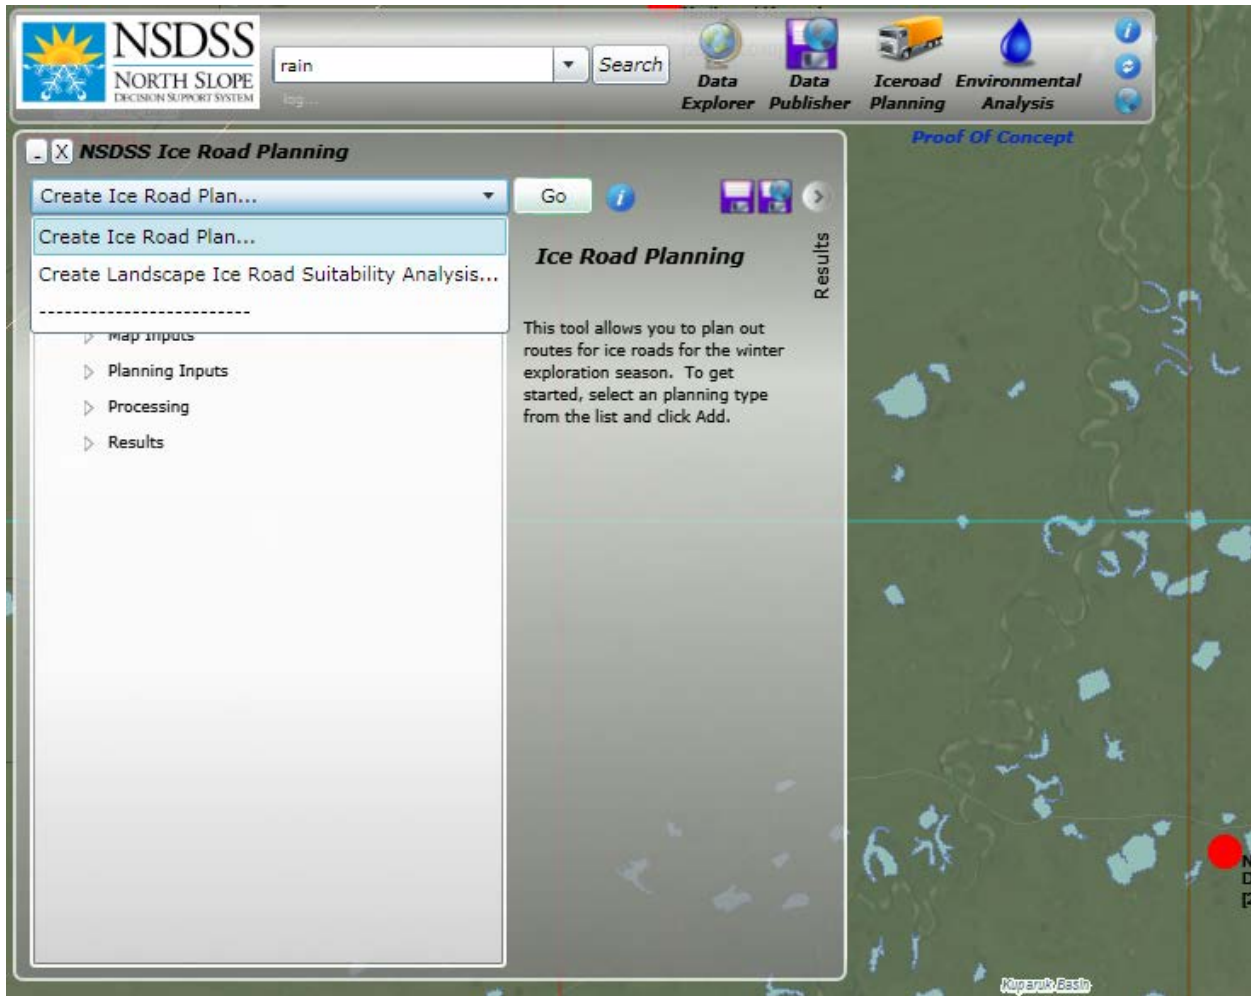 NSDSS
NORTH SLOPE
DECISION SUPPORT SYSTEM
rain
Search
log...
Data
Explorer
Data
Publisher
Iceroad
Planning
Environmental
Analysis
Proof Of Concept
- X NSDSS Ice Road Planning
Create Ice Road Plan...
Go
Create Ice Road Plan...
Create Landscape Ice Road Suitability Analysis...
-------------------------
Map Inputs
Planning Inputs
Processing
Results
Ice Road Planning
Results
This tool allows you to plan out
routes for ice roads for the winter
exploration season. To get
started, select an planning type
from the list and click Add.
N
D
[2
Kuparuk Basin